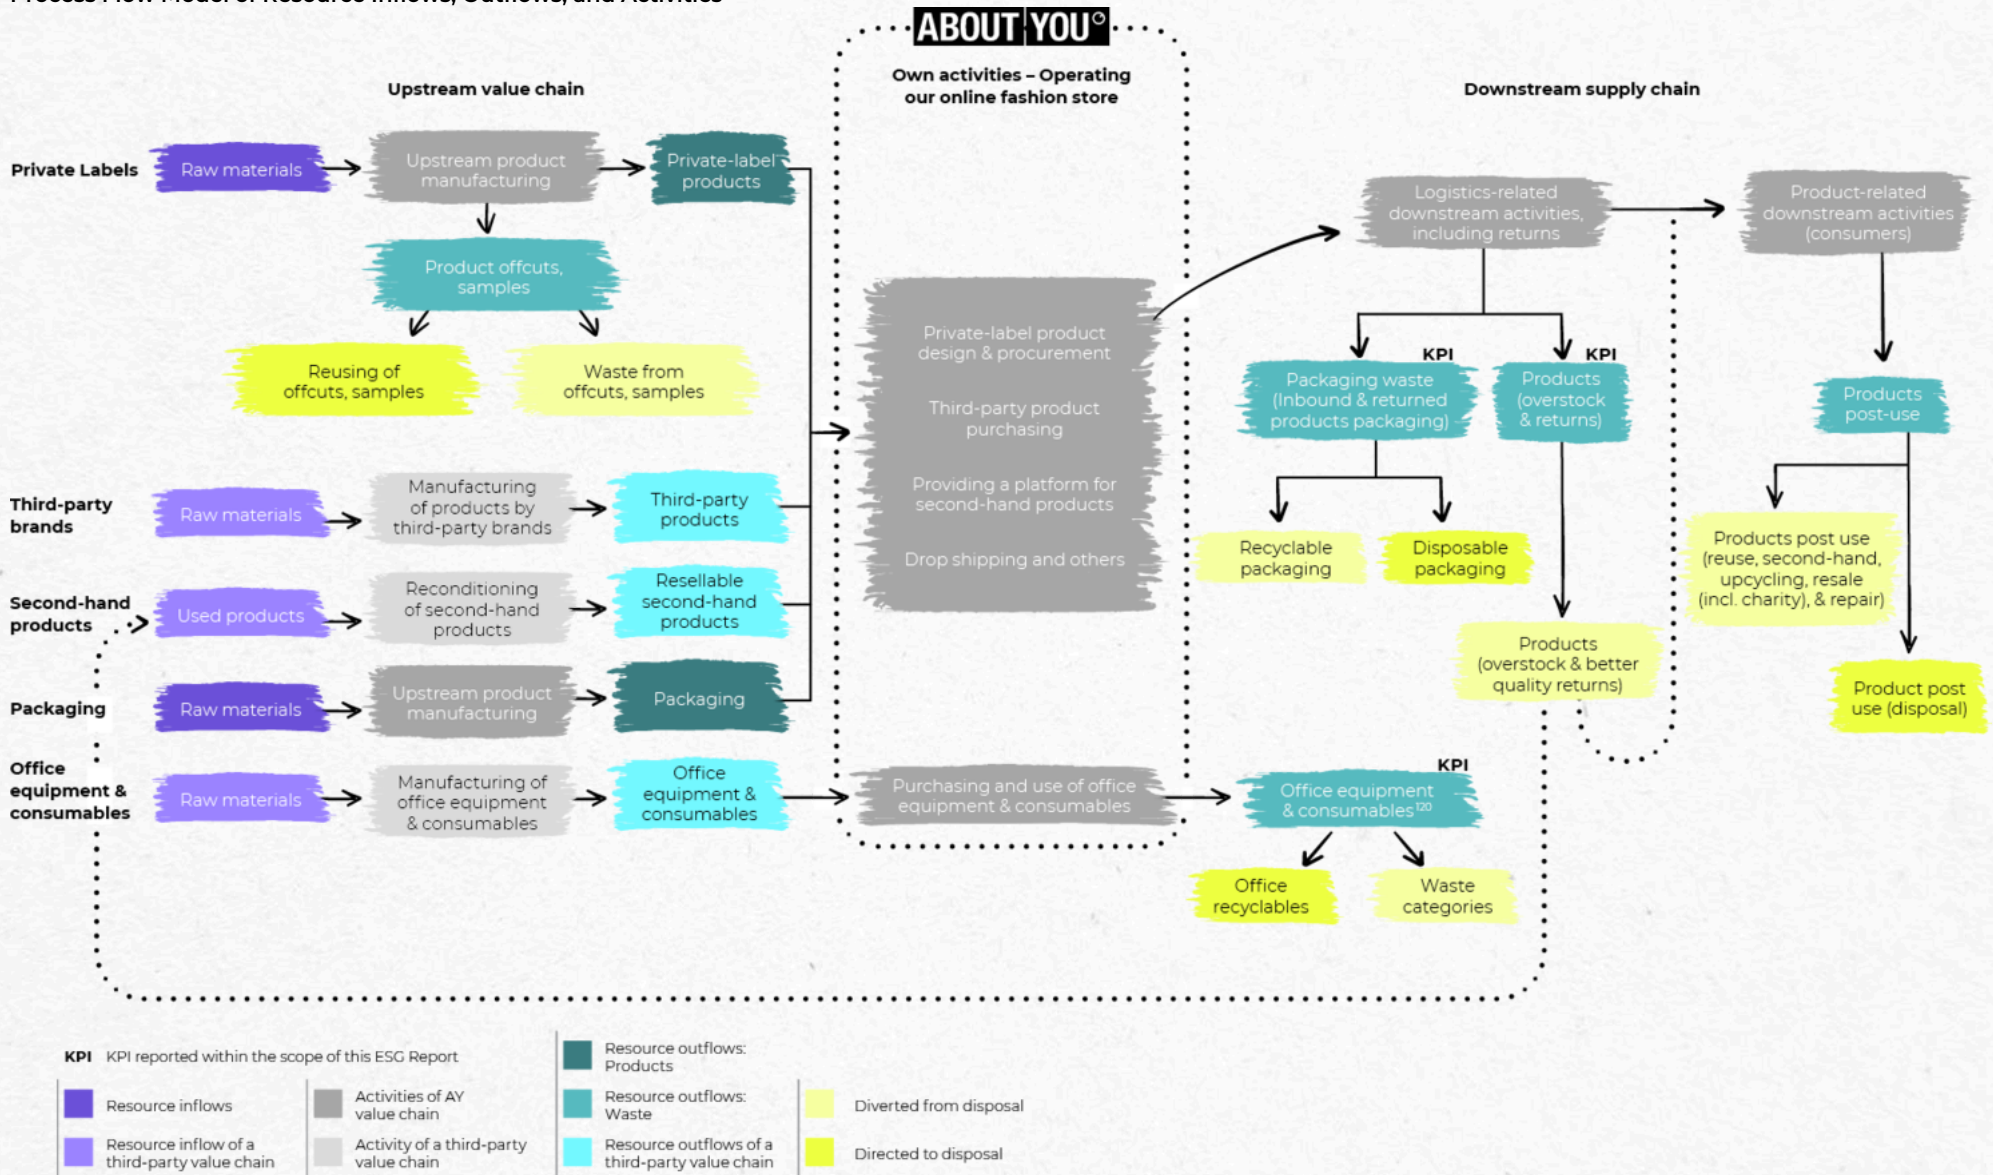 Process Flow Model of Resource Inflows, Outflows, and Activities
ABOUT YOU
Own activities – Operating
our online fashion store
Upstream value chain
Downstream supply chain
Private Labels
Raw materials
Upstream product
manufacturing
Private-label
products
Product offcuts,
samples
Reusing of
offcuts, samples
Waste from
offcuts, samples
Third-party
brands
Raw materials
Manufacturing
of products by
third-party brands
Third-party
products
Second-hand
products
Used products
Reconditioning
of second-hand
products
Resellable
second-hand
products
Packaging
Raw materials
Upstream product
manufacturing
Packaging
Office
equipment &
consumables
Raw materials
Manufacturing of
office equipment
& consumables
Office
equipment &
consumables
Private-label product
design & procurement
Third-party product
purchasing
Providing a platform for
second-hand products
Drop shipping and others
Purchasing and use of office
equipment & consumables
Logistics-related
downstream activities,
including returns
Product-related
downstream activities
(consumers)
KPI
Packaging waste
(Inbound & returned
products packaging)
KPI
Products
(overstock
& returns)
Products
post-use
Recyclable
packaging
Disposable
packaging
Products post use
(reuse, second-hand,
upcycling, resale
(incl. charity), & repair)
Products
(overstock & better
quality returns)
Product post
use (disposal)
KPI
Office equipment
& consumables¹²⁰
Office
recyclables
Waste
categories
KPI KPI reported within the scope of this ESG Report
Resource inflows
Resource inflow of a
third-party value chain
Activities of AY
value chain
Activity of a third-party
value chain
Resource outflows:
Products
Resource outflows:
Waste
Resource outflows of a
third-party value chain
Diverted from disposal
Directed to disposal